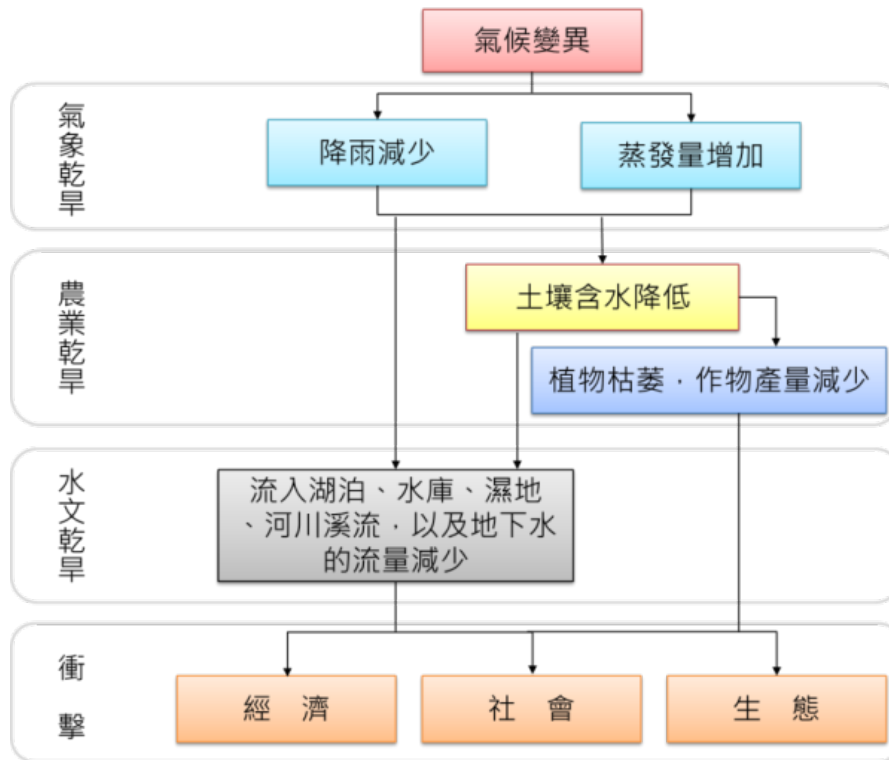 氣候變異
氣象乾旱
降雨減少
蒸發量增加
農業乾旱
土壤含水降低
植物枯萎，作物產量減少
水文乾旱
流入湖泊、水庫、濕地
、河川溪流，以及地下水
的流量減少
衝擊
經 濟
社 會
生 態